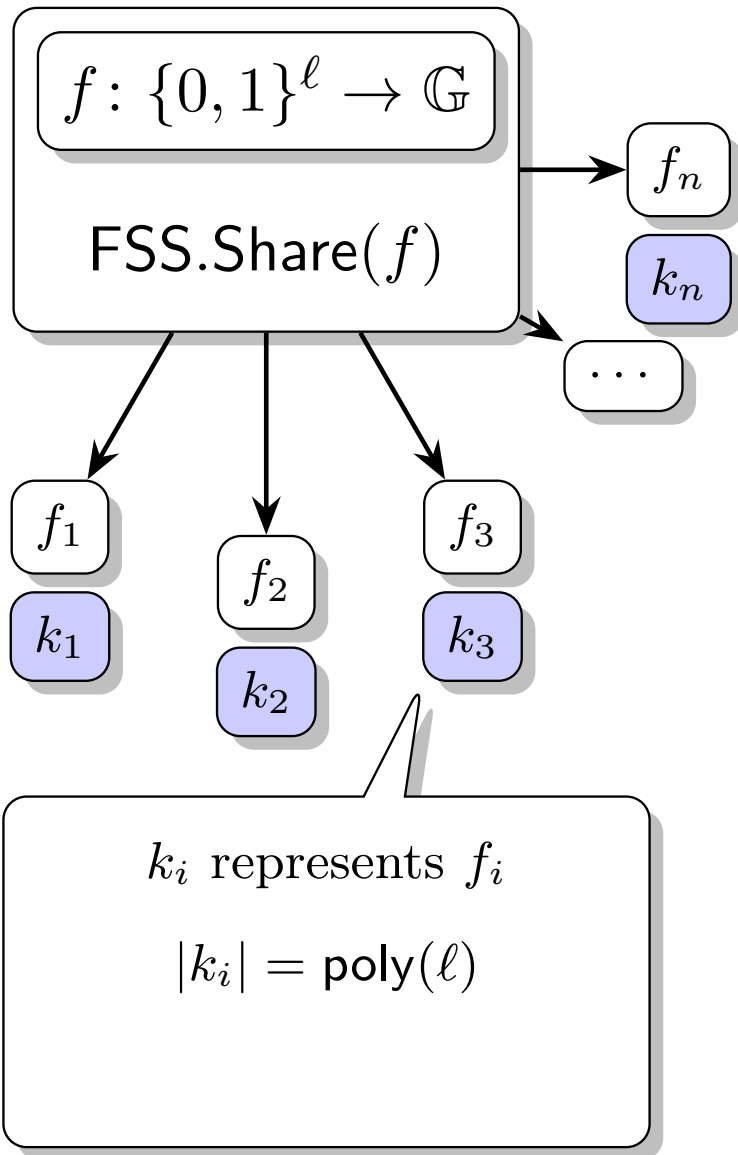 f : {0, 1}^ℓ → 𝔾
FSS.Share(f)
f_n
k_n
···
f_1
f_2
f_3
k_1
k_2
k_3
k_i represents f_i
|k_i| = poly(ℓ)